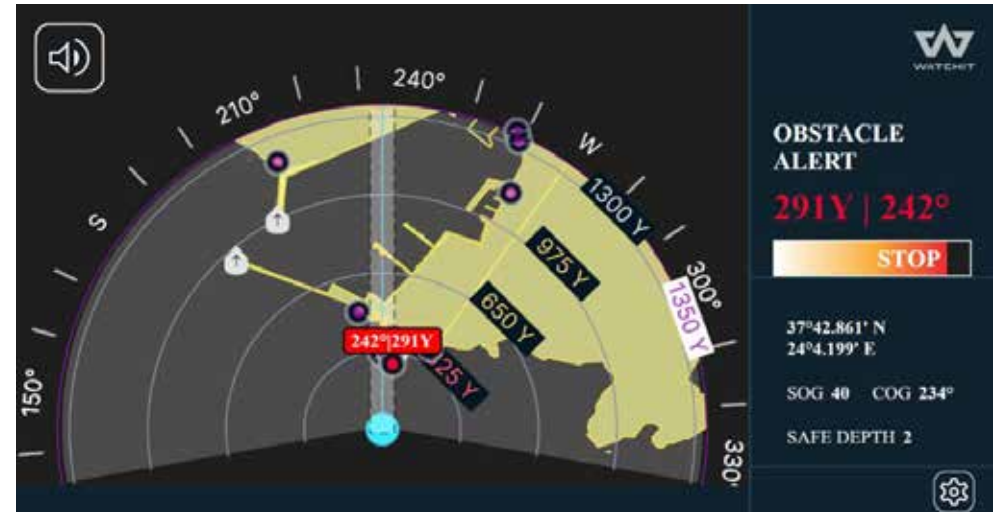 240°
210°
S
W
150°
300°
330°
1300 Y
975 Y
650 Y
1350 Y
25 Y
242°|291Y
WATCHIT
OBSTACLE
ALERT
291Y | 242°
STOP
37°42.861' N
24°4.199' E
SOG 40 COG 234°
SAFE DEPTH 2